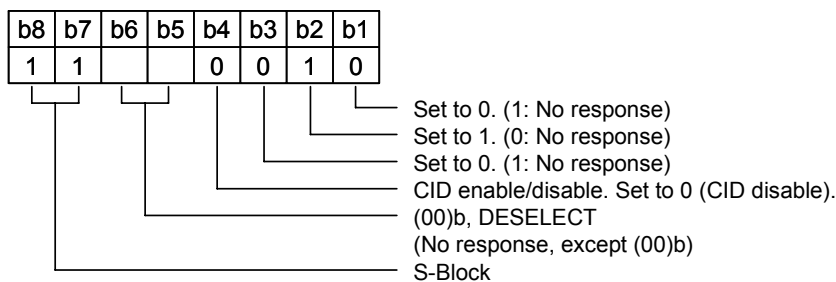 b8 b7 b6 b5 b4 b3 b2 b1
1 1 0 0 1 0
Set to 0. (1: No response)
Set to 1. (0: No response)
Set to 0. (1: No response)
CID enable/disable. Set to 0 (CID disable).
(00)b, DESELECT
(No response, except (00)b)
S-Block